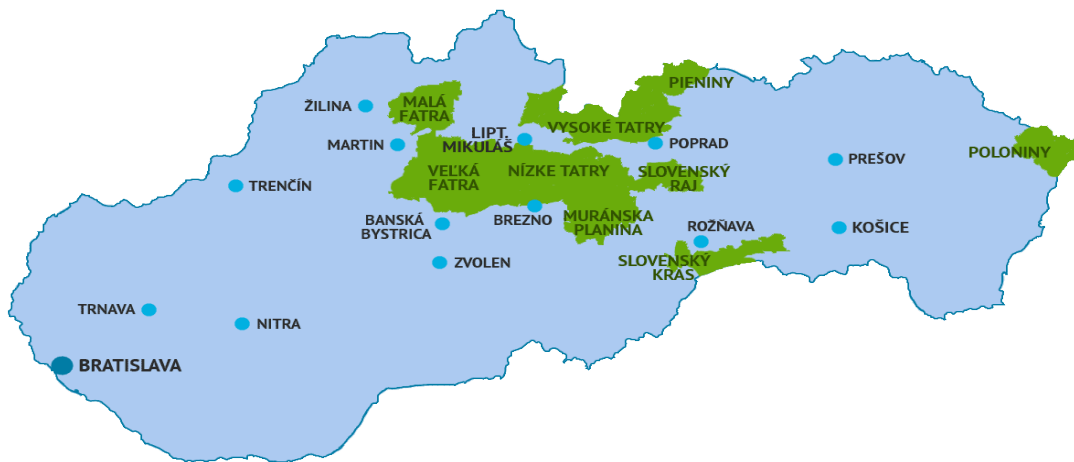 PIENINY
MALÁ
FATRA
ŽILINA
VYSOKÉ TATRY
LIPT.
MIKULÁŠ
MARTIN
POPRAD
POLONINY
PREŠOV
VEĽKÁ
FATRA
NÍZKE TATRY
SLOVENSKÝ
RAJ
TRENČÍN
BANSKÁ
BYSTRICA
BREZNO
MURÁNSKA
PLANINA
ROŽŇAVA
KOŠICE
ZVOLEN
SLOVENSKÝ
KRAS
TRNAVA
NITRA
BRATISLAVA